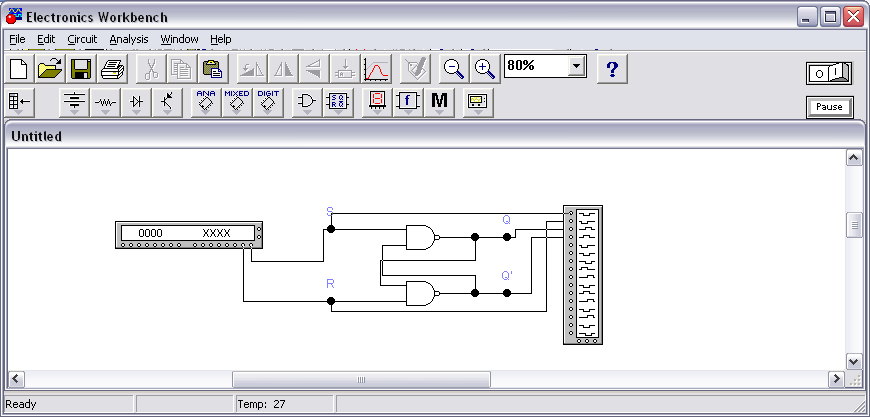 Electronics Workbench
File Edit Circuit Analysis Window Help
80% ?
ANA MIXED DIGIT f M
Pause
Untitled
S Q
0000 XXXX
R Q'
Ready Temp: 27